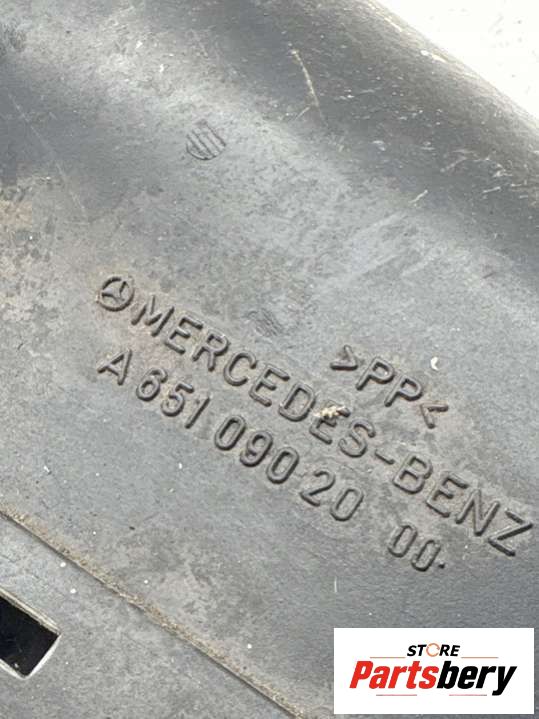 >PP<
MERCEDES-BENZ
A 651 090 20 00
STORE
Partsbery